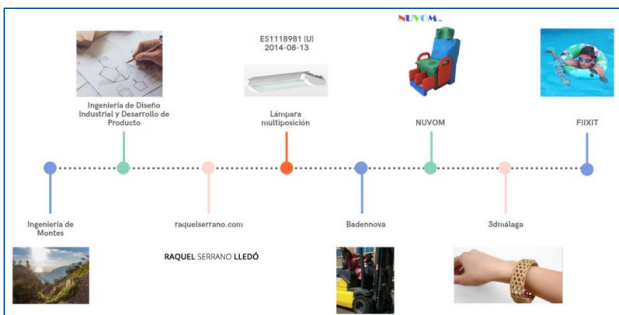 ES1118981 (U)
2014-08-13
NUVOM
Ingeniería de Diseño
Industrial y Desarrollo de
Producto
Lámpara
multiposición
NUVOM
FIIXIT
Ingeniería de
Montes
raquelserrano.com
Badennova
3dmálaga
RAQUEL SERRANO LLEDÓ